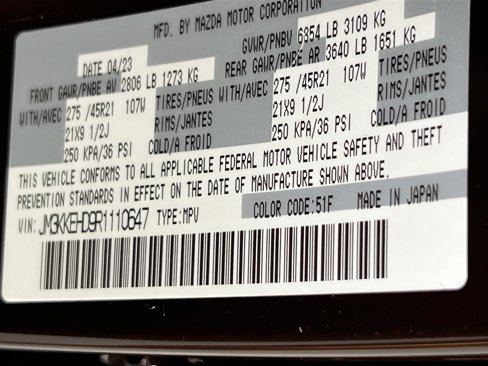 MFD. BY MAZDA MOTOR CORPORATION
DATE 04/23 GVWR/PNBV 6854 LB 3109 KG
FRONT GAWR/PNBE AV 2806 LB 1273 KG REAR GAWR/PNBE AR 3640 LB 1651 KG
WITH/AVEC 275 /45R21 107W TIRES/PNEUS WITH/AVEC 275 /45R21 107W TIRES/PNEUS
21X9 1/2J RIMS/JANTES 21X9 1/2J RIMS/JANTES
250 KPA/36 PSI COLD/A FROID 250 KPA/36 PSI COLD/A FROID
THIS VEHICLE CONFORMS TO ALL APPLICABLE FEDERAL MOTOR VEHICLE SAFETY AND THEFT
PREVENTION STANDARDS IN EFFECT ON THE DATE OF MANUFACTURE SHOWN ABOVE.
VIN: JM3KKEHD9R1110647 TYPE:MPV COLOR CODE:51F MADE IN JAPAN